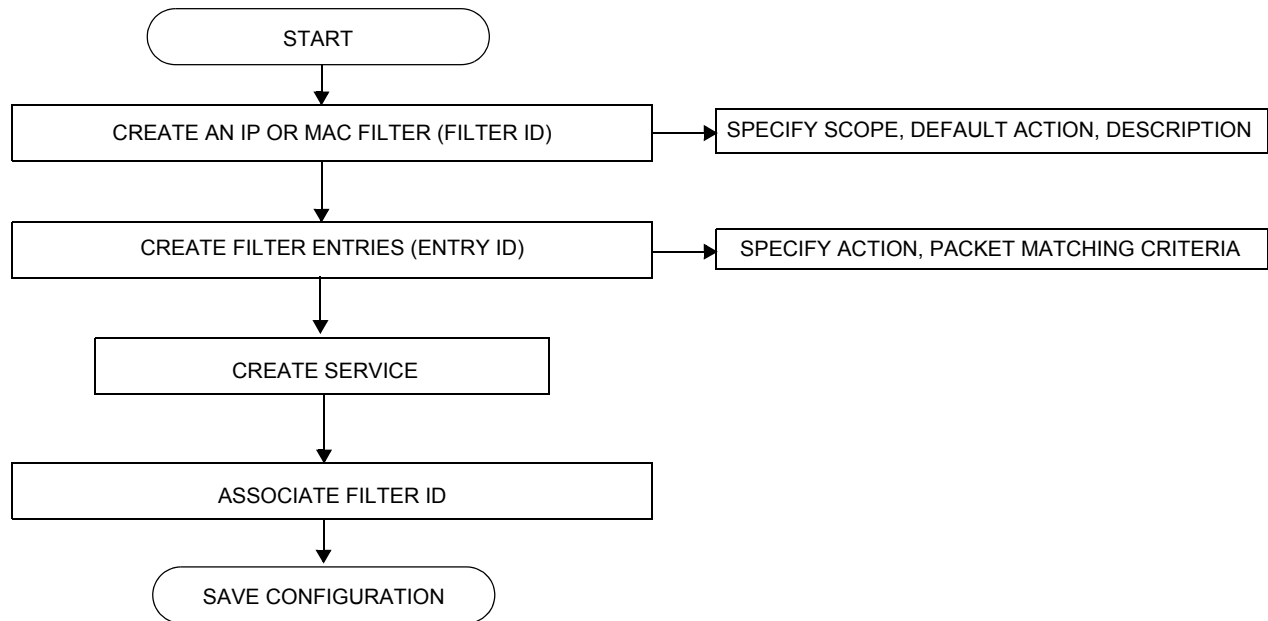 START
CREATE AN IP OR MAC FILTER (FILTER ID)
SPECIFY SCOPE, DEFAULT ACTION, DESCRIPTION
CREATE FILTER ENTRIES (ENTRY ID)
SPECIFY ACTION, PACKET MATCHING CRITERIA
CREATE SERVICE
ASSOCIATE FILTER ID
SAVE CONFIGURATION